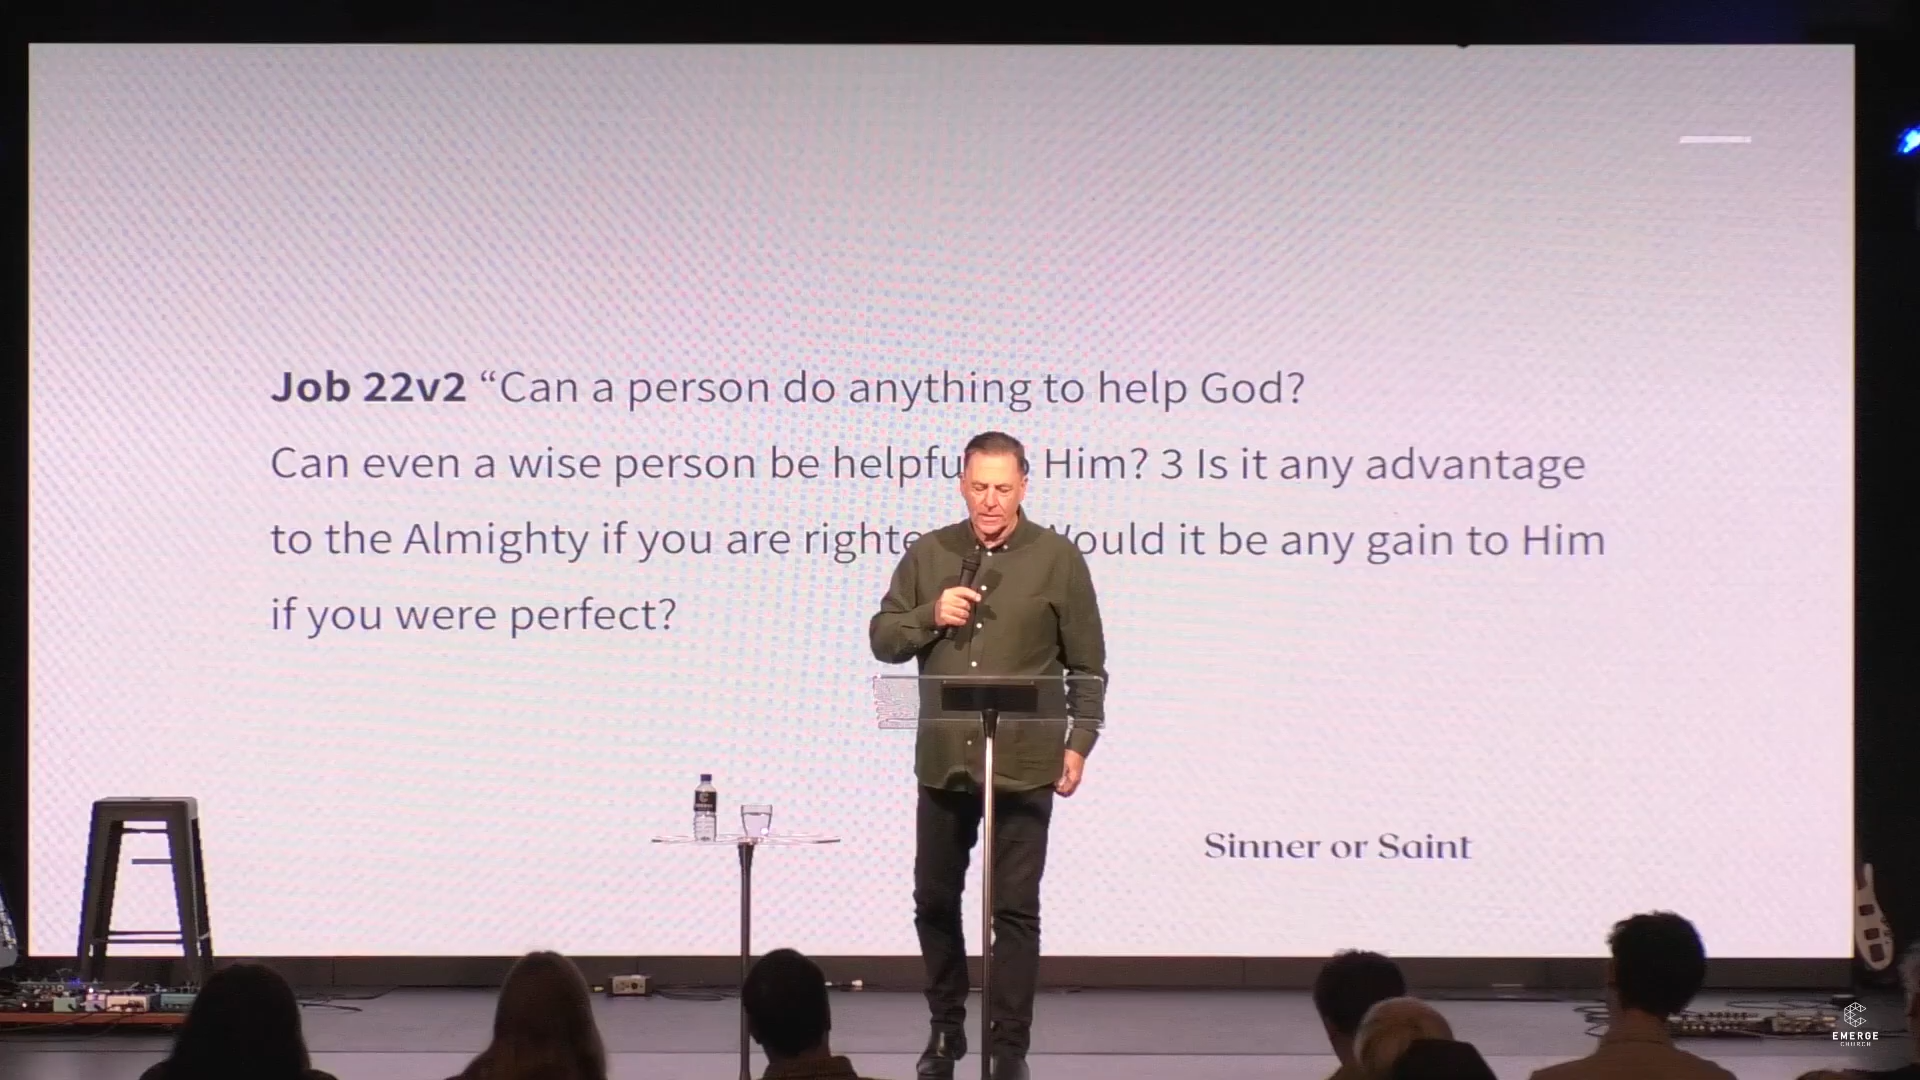 Job 22v2 “Can a person do anything to help God?
Can even a wise person be helpfu Him? 3 Is it any advantage
to the Almighty if you are righte ould it be any gain to Him
if you were perfect?
Sinner or Saint
EMERGE
CHURCH